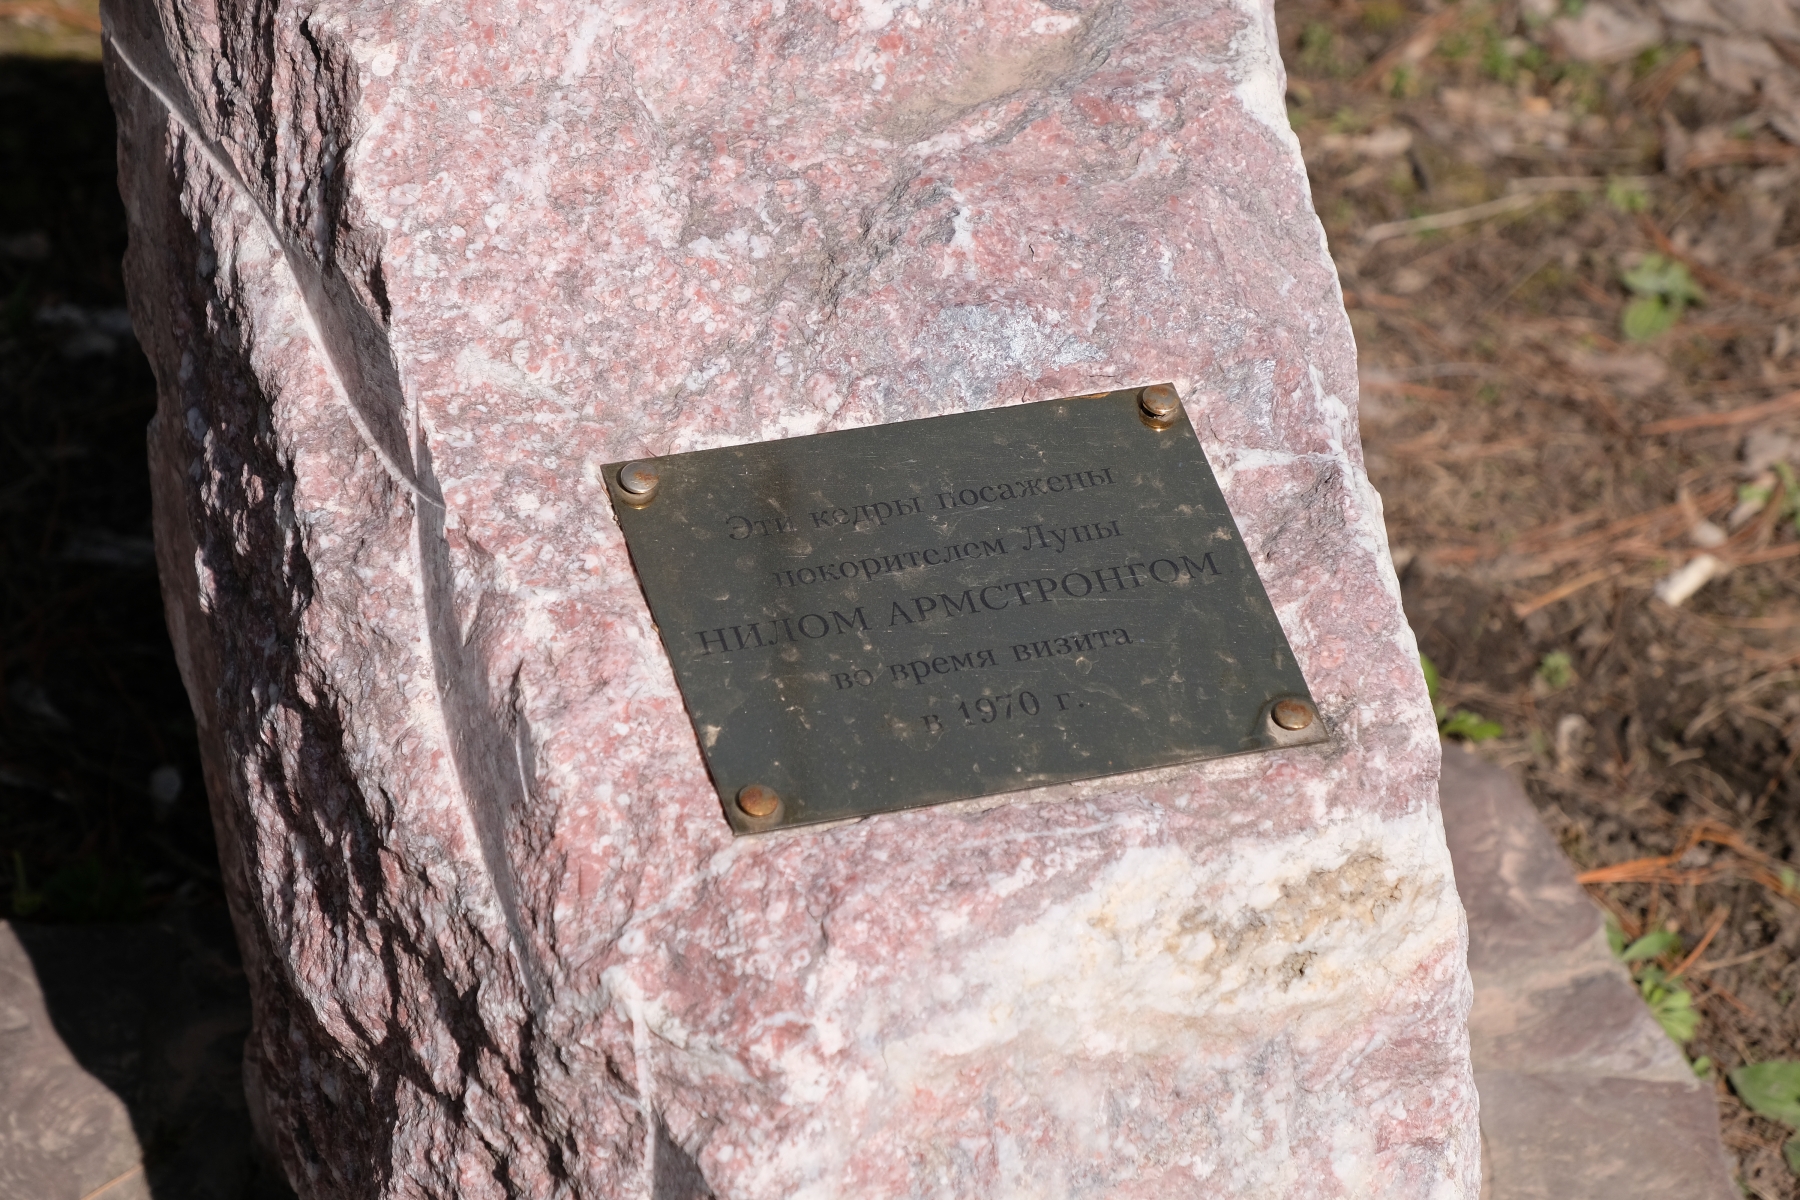 Эти кедры посажены
покорителем Луны
НИЛОМ АРМСТРОНГОМ
во время визита
в 1970 г.